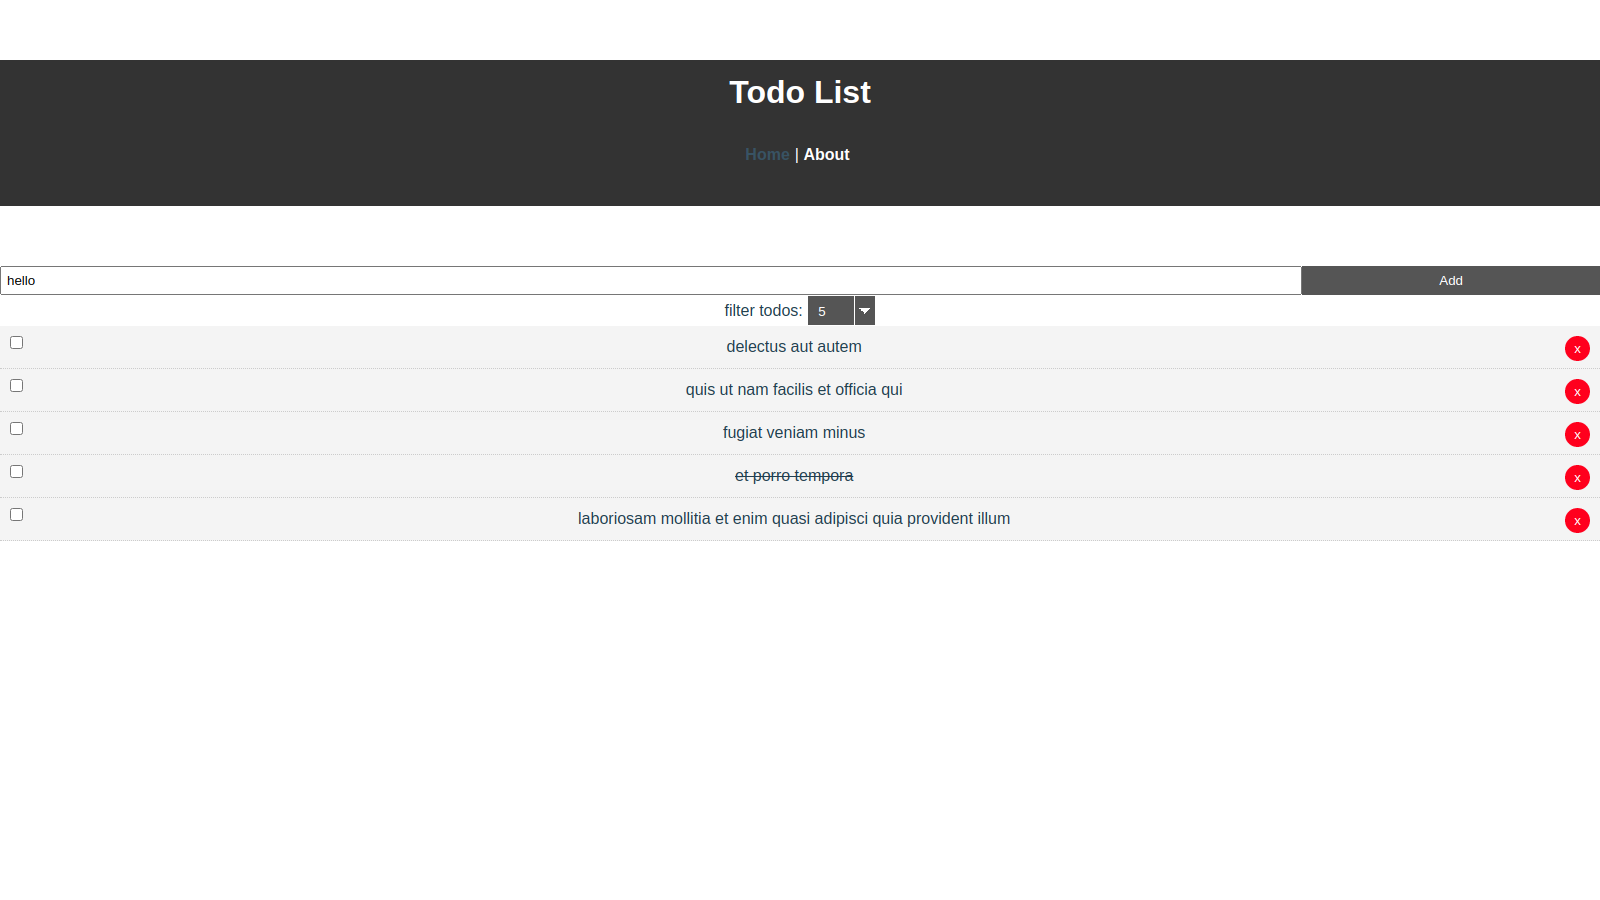 Todo List
Home | About
hello
Add
filter todos: 5
delectus aut autem x
quis ut nam facilis et officia qui x
fugiat veniam minus x
et porro tempora x
laboriosam mollitia et enim quasi adipisci quia provident illum x